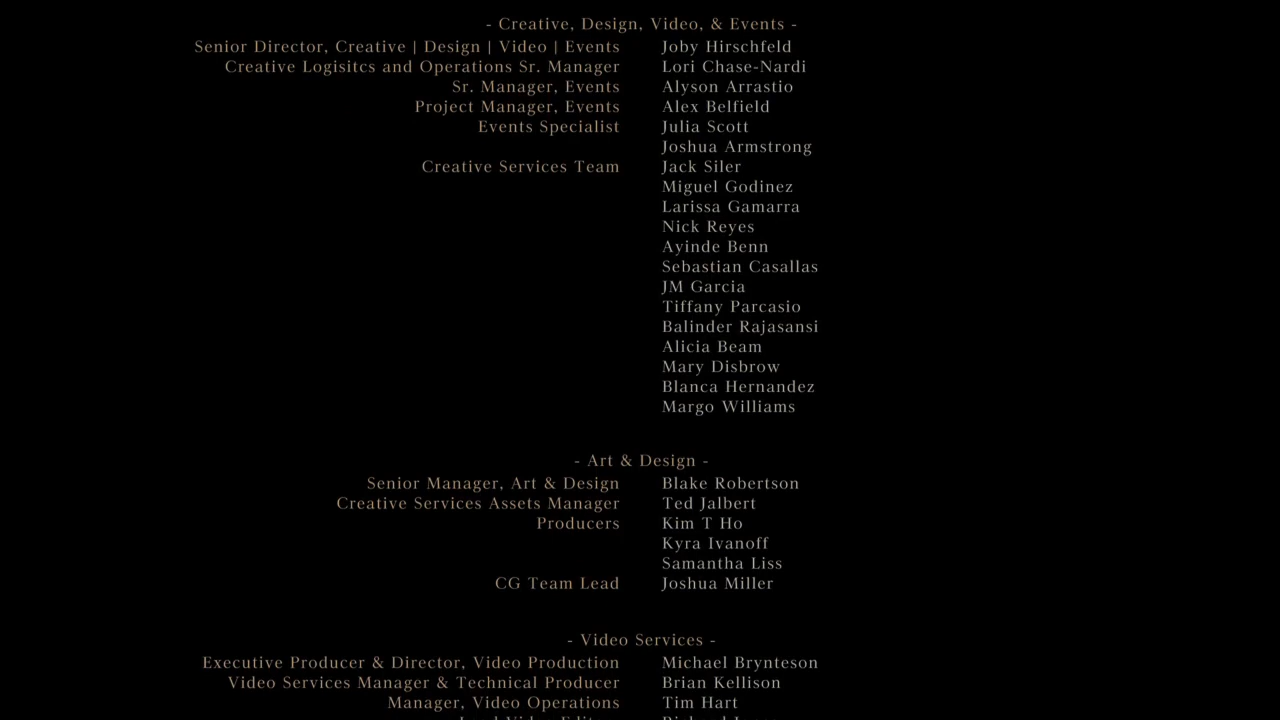 - Creative, Design, Video, & Events -
Senior Director, Creative | Design | Video | Events Joby Hirschfeld
Creative Logisitcs and Operations Sr. Manager Lori Chase-Nardi
Sr. Manager, Events Alyson Arrastio
Project Manager, Events Alex Belfield
Events Specialist Julia Scott
Joshua Armstrong
Creative Services Team Jack Siler
Miguel Godinez
Larissa Gamarra
Nick Reyes
Ayinde Benn
Sebastian Casallas
JM Garcia
Tiffany Parcasio
Balinder Rajasansi
Alicia Beam
Mary Disbrow
Blanca Hernandez
Margo Williams
- Art & Design -
Senior Manager, Art & Design Blake Robertson
Creative Services Assets Manager Ted Jalbert
Producers Kim T Ho
Kyra Ivanoff
Samantha Liss
CG Team Lead Joshua Miller
- Video Services -
Executive Producer & Director, Video Production Michael Brynteson
Video Services Manager & Technical Producer Brian Kellison
Manager, Video Operations Tim Hart